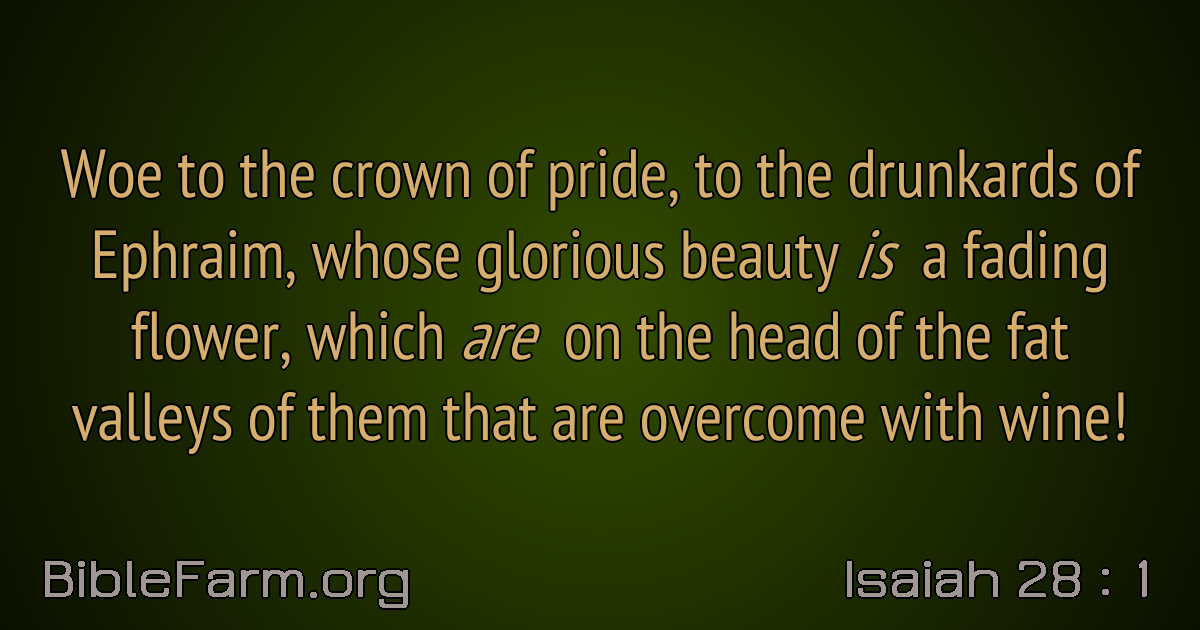 Woe to the crown of pride, to the drunkards of
Ephraim, whose glorious beauty is a fading
flower, which are on the head of the fat
valleys of them that are overcome with wine!
BibleFarm.org
Isaiah 28 : 1